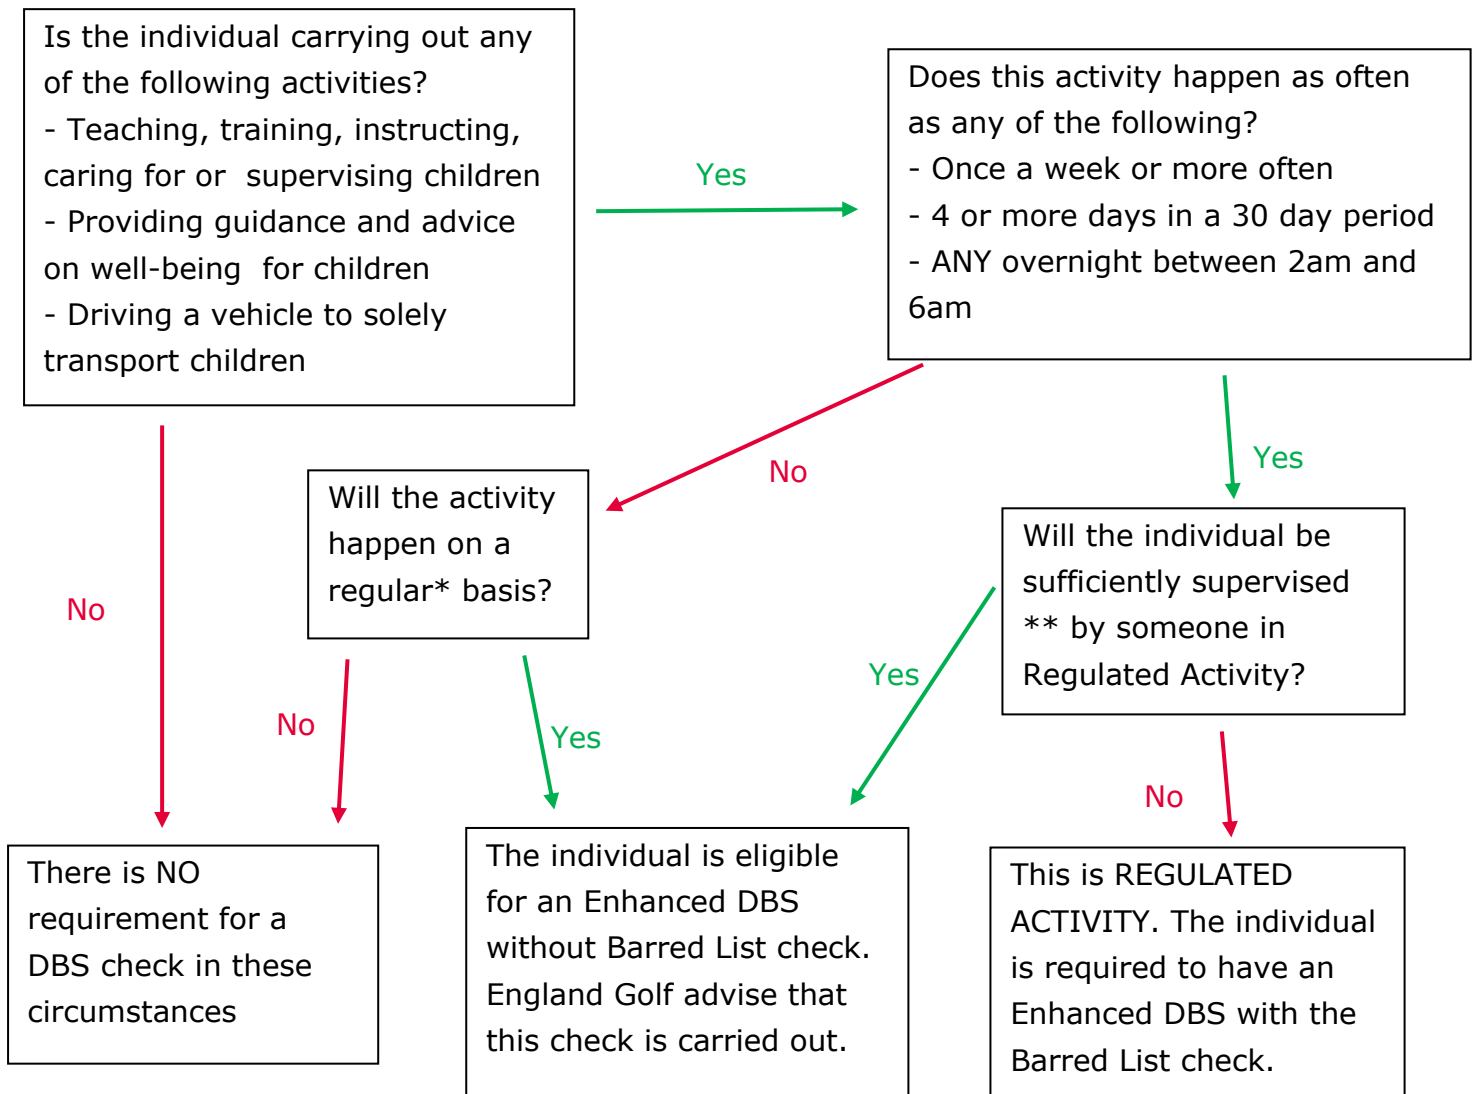 Is the individual carrying out any
of the following activities?
- Teaching, training, instructing,
caring for or supervising children
- Providing guidance and advice
on well-being for children
- Driving a vehicle to solely
transport children
Yes
Does this activity happen as often
as any of the following?
- Once a week or more often
- 4 or more days in a 30 day period
- ANY overnight between 2am and
6am
No
Yes
Will the activity
happen on a
regular* basis?
Will the individual be
sufficiently supervised
** by someone in
Regulated Activity?
No
No
Yes
Yes
No
There is NO
requirement for a
DBS check in these
circumstances
The individual is eligible
for an Enhanced DBS
without Barred List check.
England Golf advise that
this check is carried out.
This is REGULATED
ACTIVITY. The individual
is required to have an
Enhanced DBS with the
Barred List check.